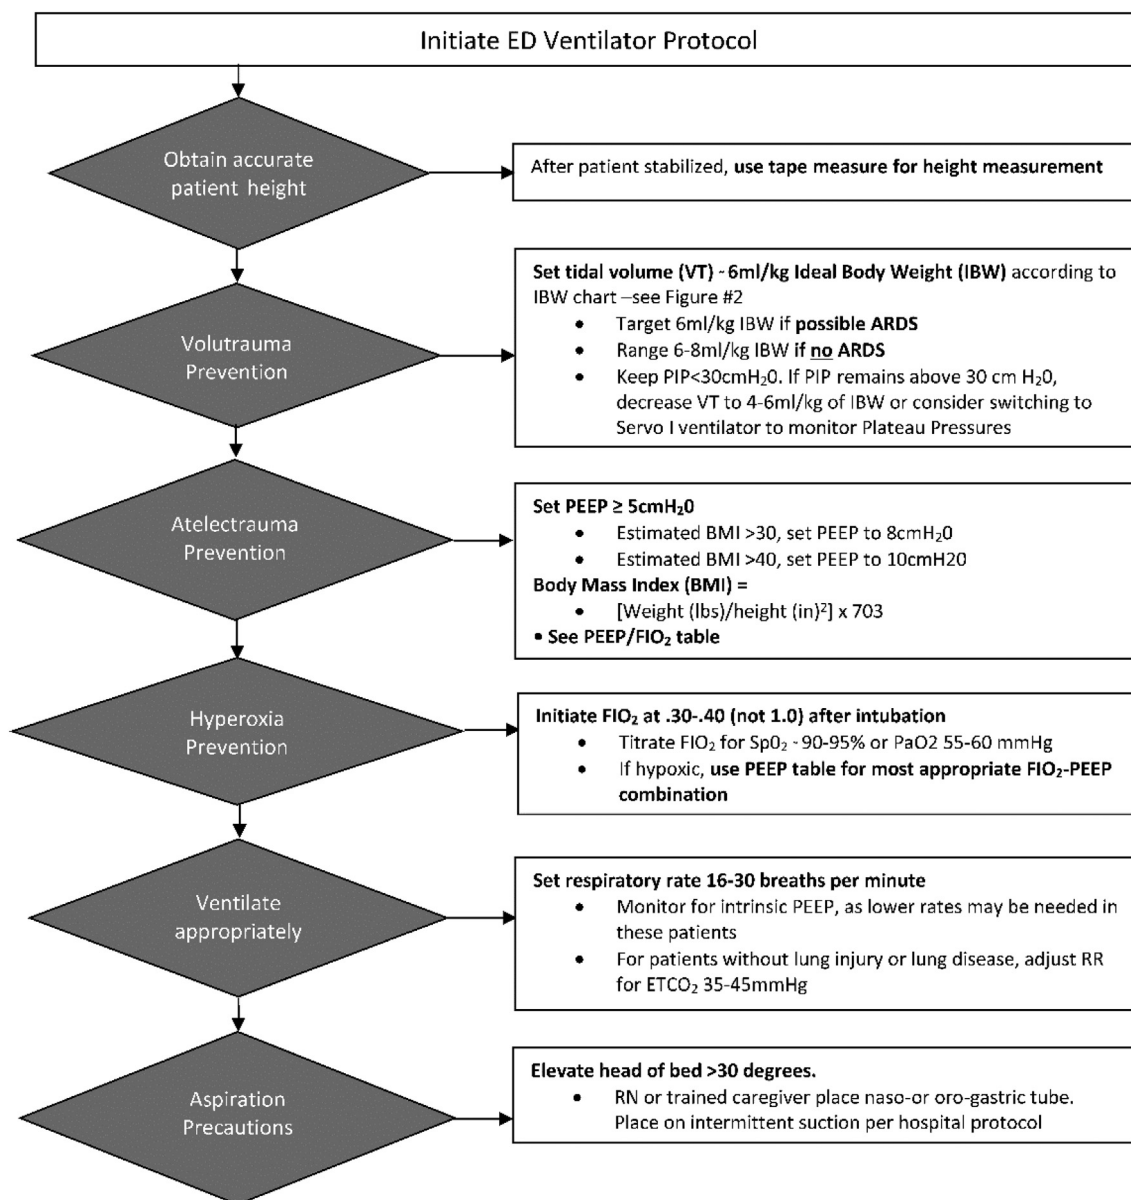 Initiate ED Ventilator Protocol
Obtain accurate
patient height
After patient stabilized, use tape measure for height measurement
Volutrauma
Prevention
Set tidal volume (VT) ~6ml/kg Ideal Body Weight (IBW) according to
IBW chart –see Figure #2
• Target 6ml/kg IBW if possible ARDS
• Range 6-8ml/kg IBW if no ARDS
• Keep PIP<30cmH₂0. If PIP remains above 30 cm H₂0,
decrease VT to 4-6ml/kg of IBW or consider switching to
Servo I ventilator to monitor Plateau Pressures
Atelectrauma
Prevention
Set PEEP ≥ 5cmH₂0
• Estimated BMI >30, set PEEP to 8cmH₂0
• Estimated BMI >40, set PEEP to 10cmH20
Body Mass Index (BMI) =
• [Weight (lbs)/height (in)²] x 703
• See PEEP/FIO₂ table
Hyperoxia
Prevention
Initiate FIO₂ at .30-.40 (not 1.0) after intubation
• Titrate FIO₂ for Sp0₂ ~90-95% or PaO2 55-60 mmHg
• If hypoxic, use PEEP table for most appropriate FIO₂-PEEP
combination
Ventilate
appropriately
Set respiratory rate 16-30 breaths per minute
• Monitor for intrinsic PEEP, as lower rates may be needed in
these patients
• For patients without lung injury or lung disease, adjust RR
for ETCO₂ 35-45mmHg
Aspiration
Precautions
Elevate head of bed >30 degrees.
• RN or trained caregiver place naso-or oro-gastric tube.
Place on intermittent suction per hospital protocol